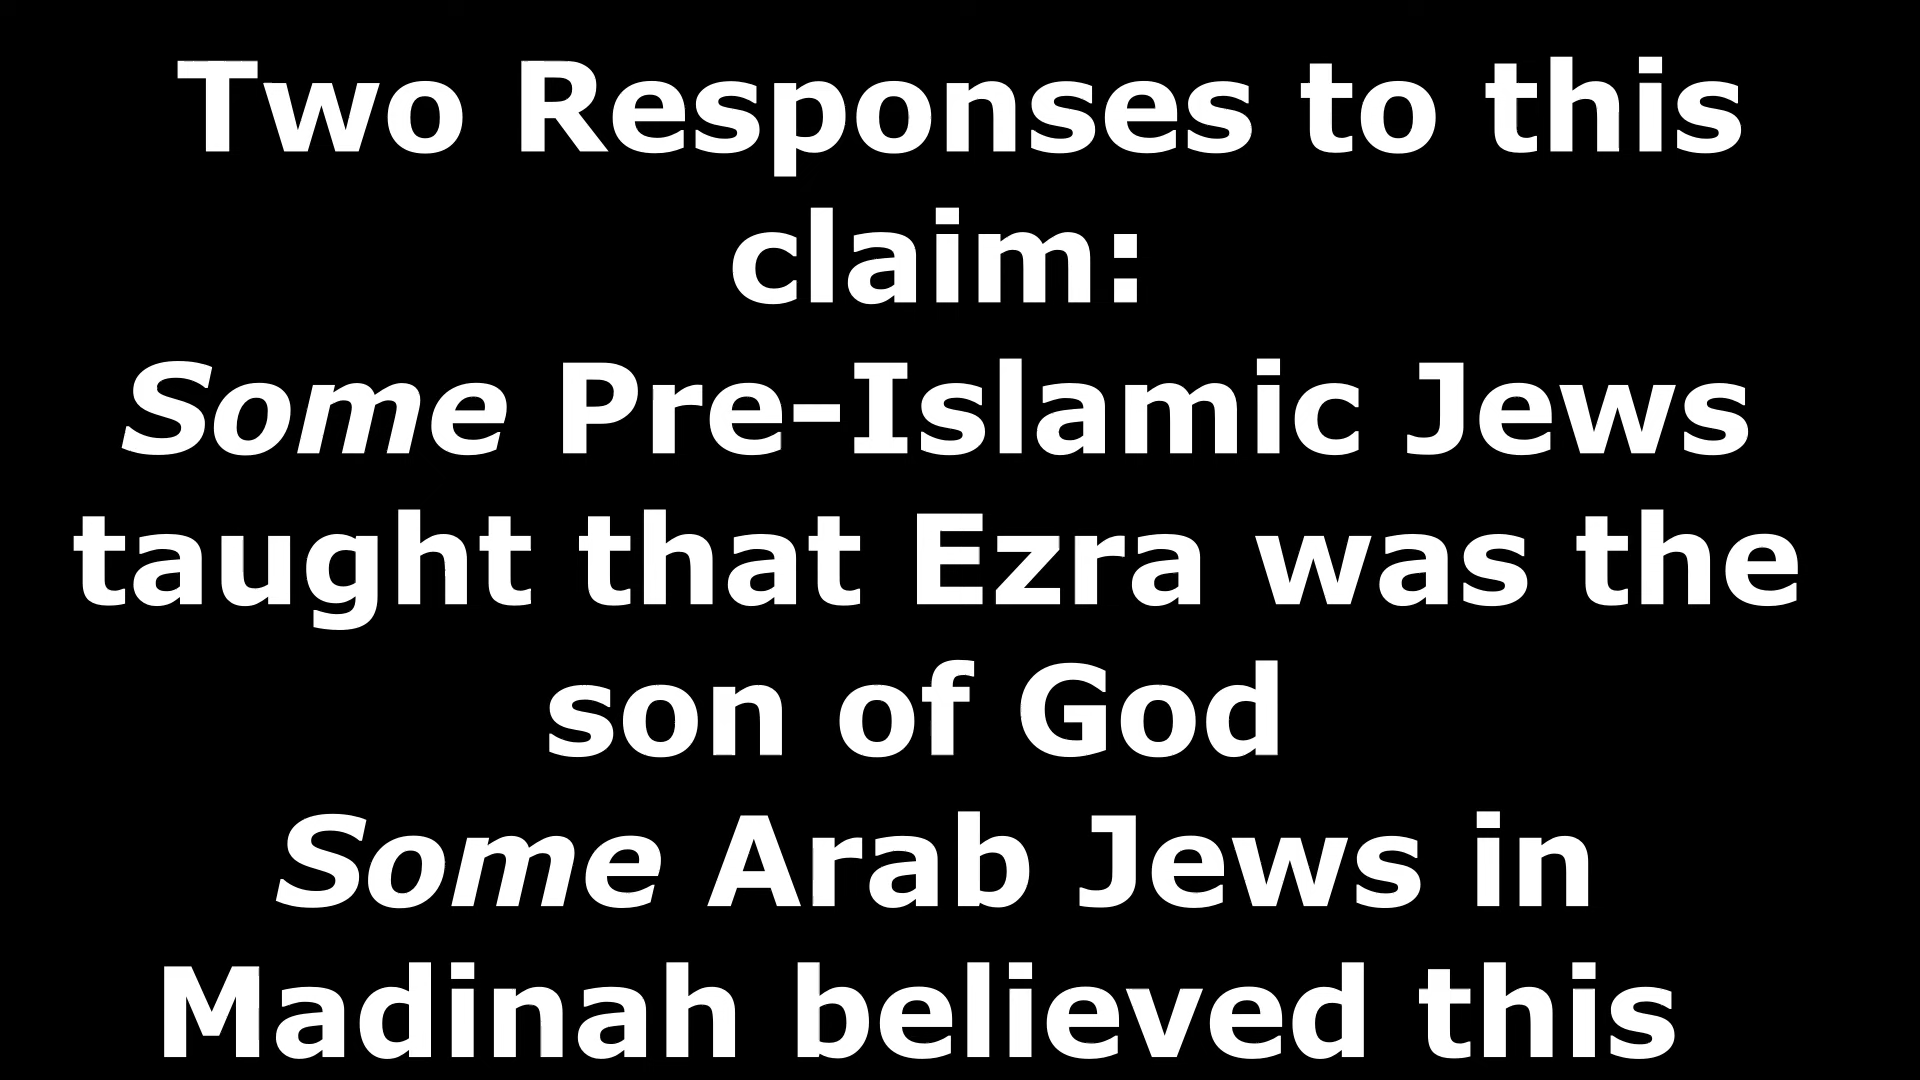 Two Responses to this
claim:
Some Pre-Islamic Jews
taught that Ezra was the
son of God
Some Arab Jews in
Madinah believed this